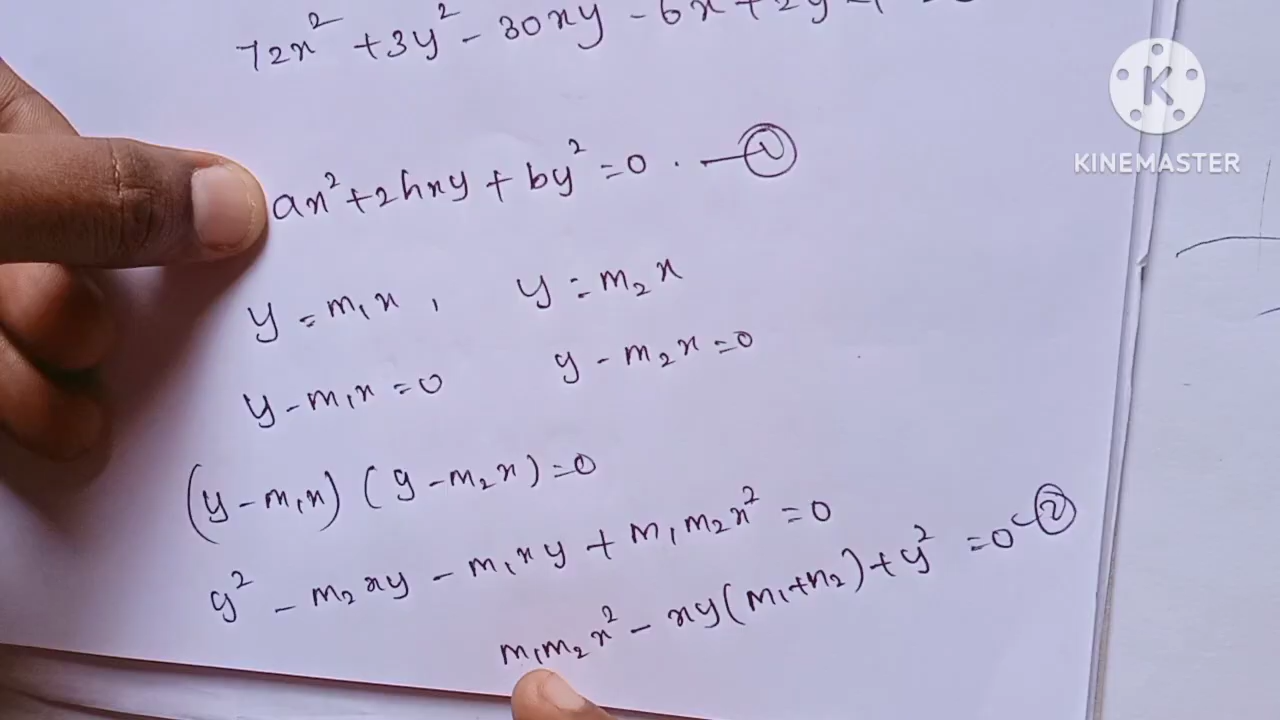 72x² + 3y² - 30xy - 6x + 2y
ax² + 2hxy + by² = 0 . — ①
y = m₁x , y = m₂x
y - m₁x = 0 y - m₂x = 0
(y - m₁x) (y - m₂x) = 0
y² - m₂xy - m₁xy + m₁m₂x² = 0
m₁m₂x² - xy(m₁+m₂) + y² = 0 — ②
K
KINEMASTER